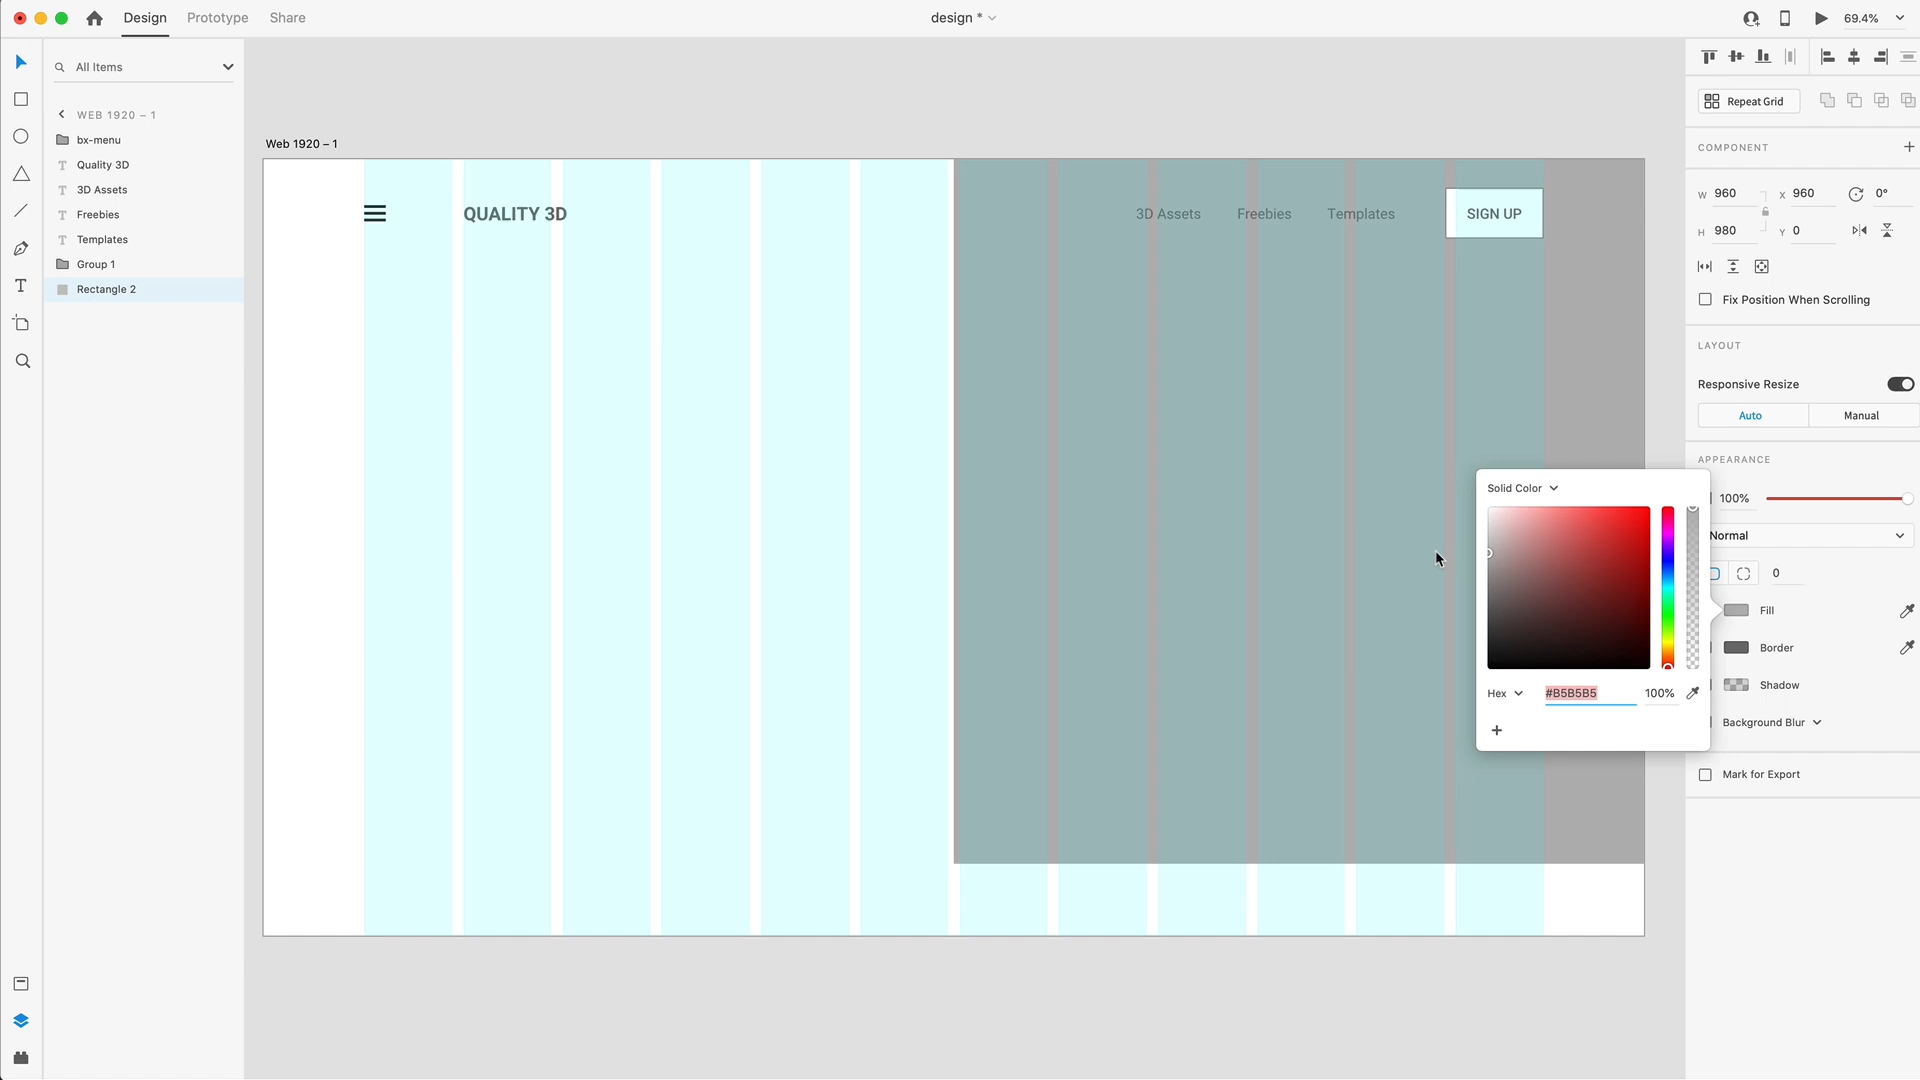 Design
Prototype
Share
design *
69.4%
All Items
WEB 1920 – 1
bx-menu
Quality 3D
3D Assets
Freebies
Templates
Group 1
Rectangle 2
Web 1920 – 1
QUALITY 3D
3D Assets
Freebies
Templates
SIGN UP
Repeat Grid
COMPONENT
W 960
X 960
0°
H 980
Y 0
Fix Position When Scrolling
LAYOUT
Responsive Resize
Auto
Manual
APPEARANCE
100%
Normal
0
Fill
Border
Shadow
Background Blur
Mark for Export
Solid Color
Hex
#B5B5B5
100%